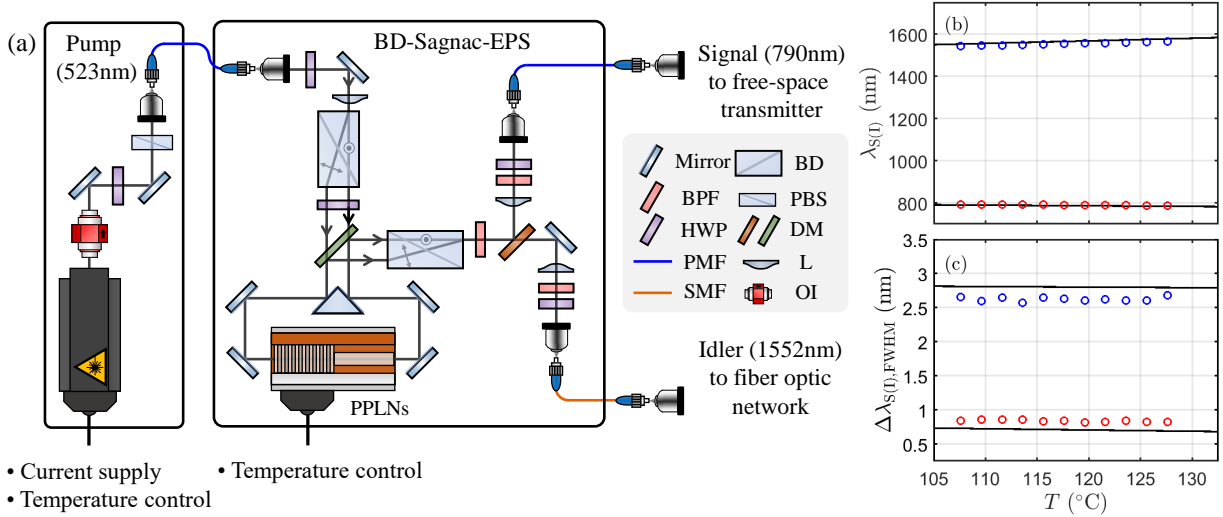 (a)
Pump
(523nm)
BD-Sagnac-EPS
Signal (790nm)
to free-space
transmitter
Mirror
BD
BPF
PBS
HWP
DM
PMF
L
SMF
OI
Idler (1552nm)
to fiber optic
network
PPLNs
• Current supply
• Temperature control
• Temperature control
(b)
1600
1400
1200
1000
800
λS(I) (nm)
(c)
3.5
3
2.5
2
1.5
1
0.5
ΔλS(I),FWHM (nm)
105 110 115 120 125 130
T (°C)